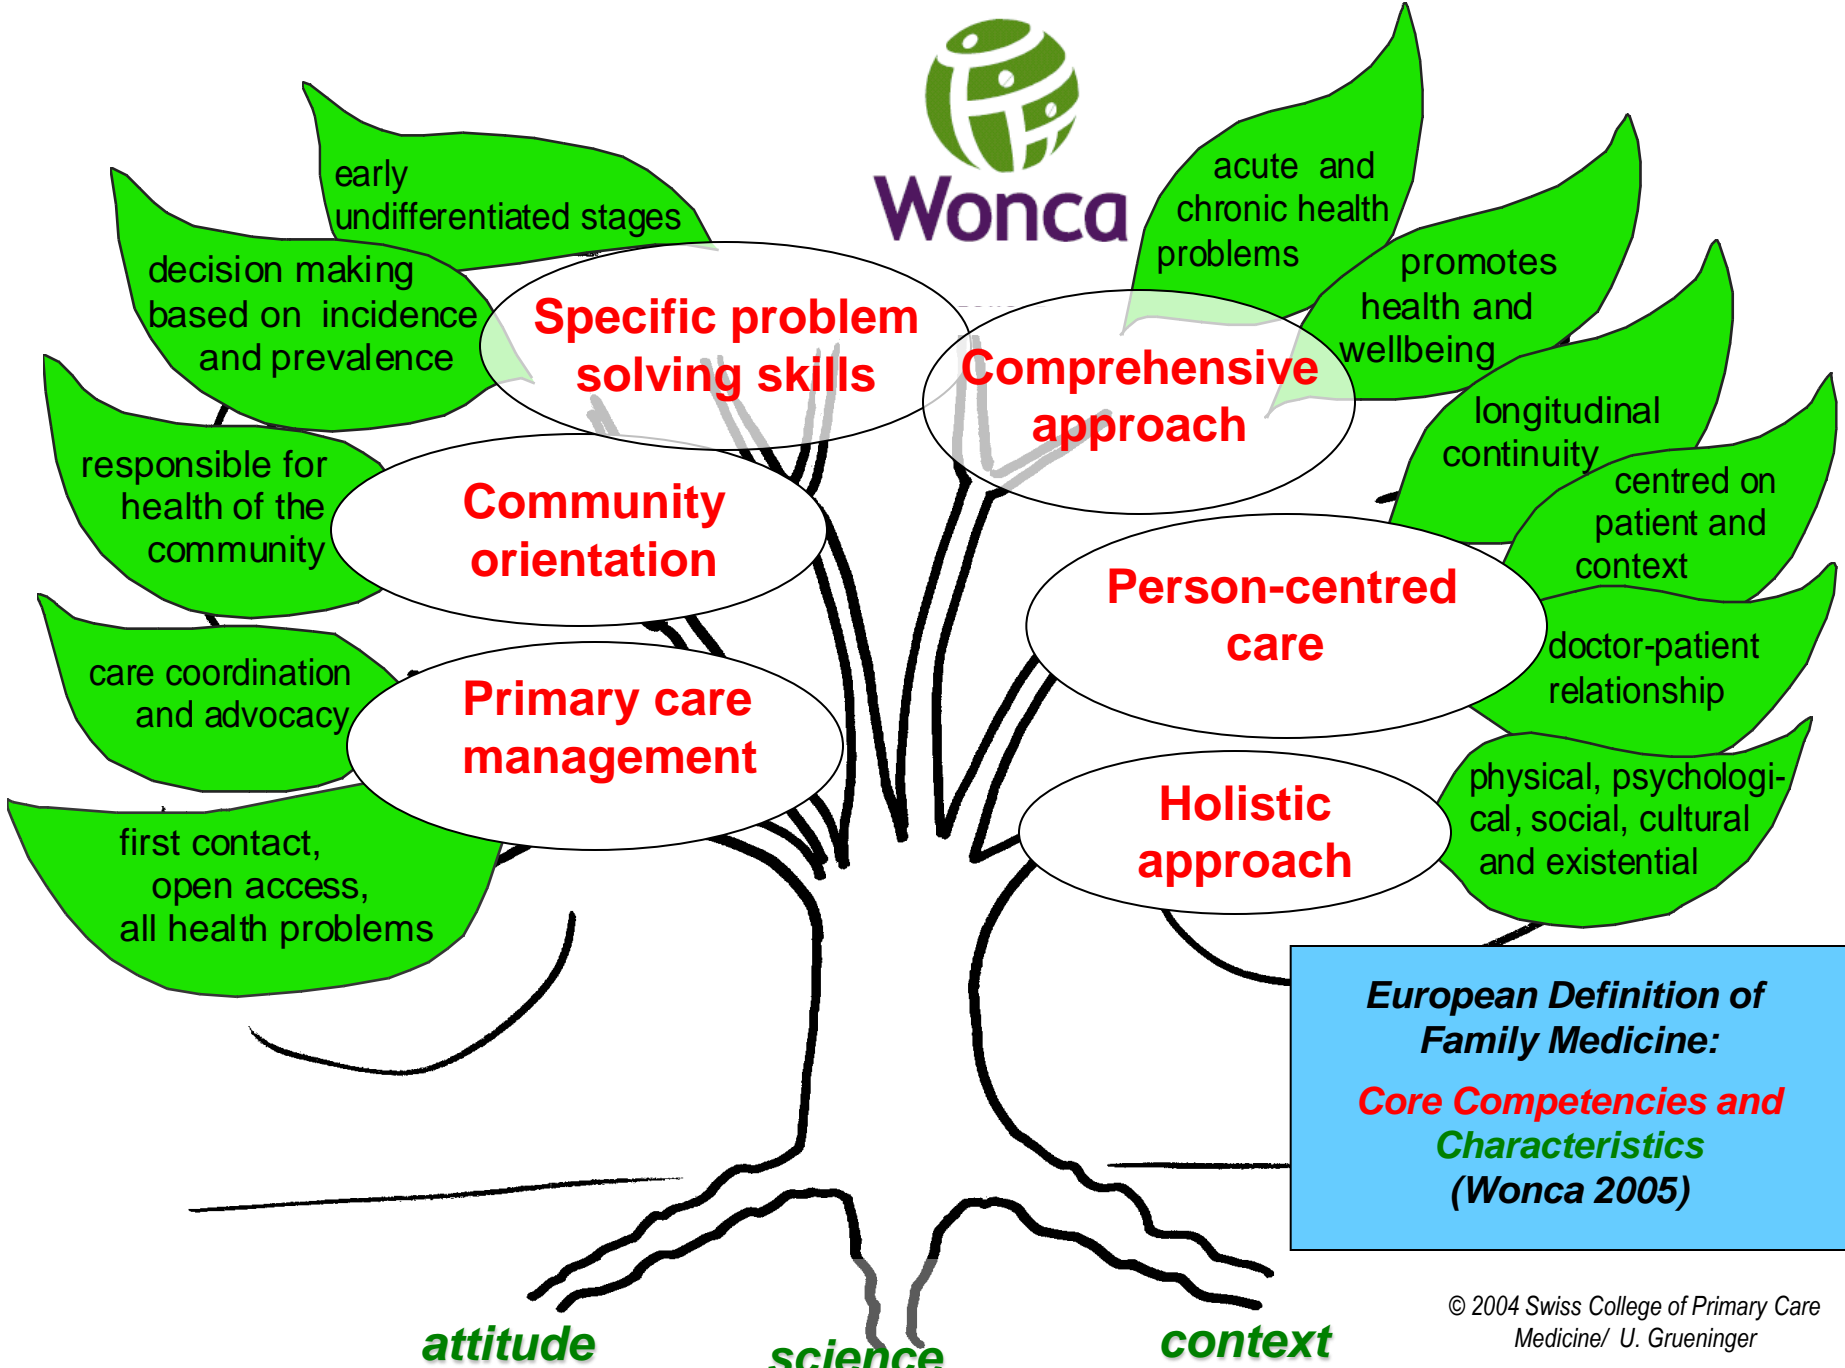 Wonca
early
undifferentiated stages
decision making
based on incidence
and prevalence
responsible for
health of the
community
care coordination
and advocacy
first contact,
open access,
all health problems
Specific problem
solving skills
Community
orientation
Primary care
management
Comprehensive
approach
Person-centred
care
Holistic
approach
acute and
chronic health
problems
promotes
health and
wellbeing
longitudinal
continuity
centred on
patient and
context
doctor-patient
relationship
physical, psychologi-
cal, social, cultural
and existential
European Definition of
Family Medicine:
Core Competencies and
Characteristics
(Wonca 2005)
attitude
science
context
© 2004 Swiss College of Primary Care
Medicine/ U. Grueninger